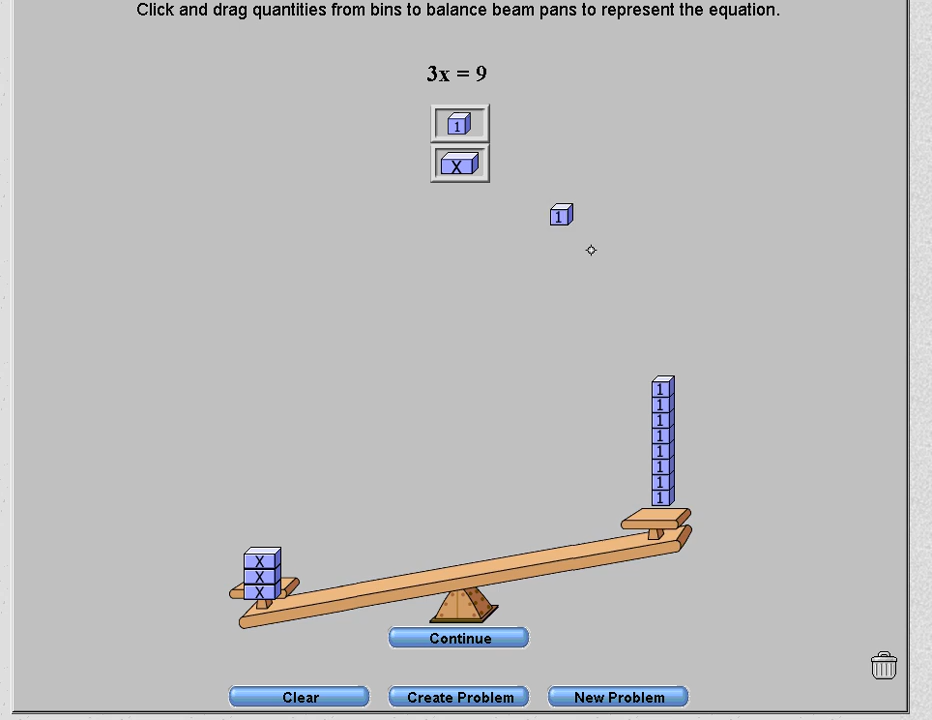 Click and drag quantities from bins to balance beam pans to represent the equation.
3x = 9
1
X
1
1
1
1
1
1
1
1
1
X
X
X
Continue
Clear Create Problem New Problem